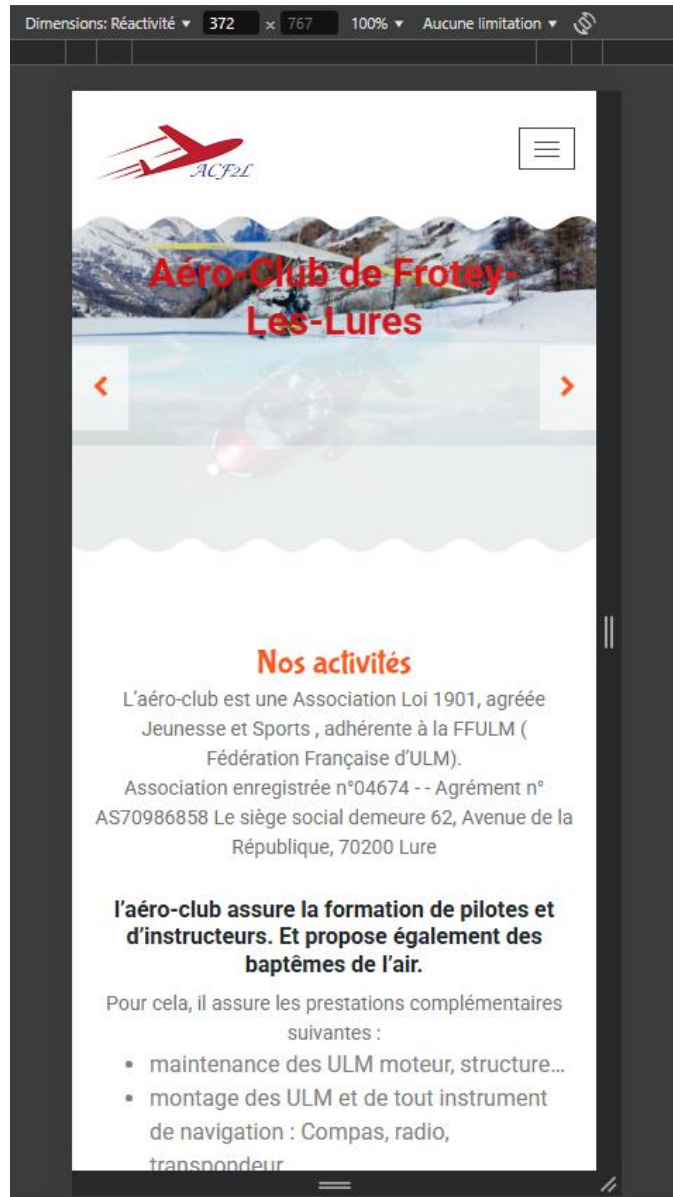 Dimensions: Réactivité ▾ 372 × 767 100% ▾ Aucune limitation ▾
ACF2L
Aéro-Club de Frotey-
Les-Lures
Nos activités
L’aéro-club est une Association Loi 1901, agréée
Jeunesse et Sports , adhérente à la FFULM (
Fédération Française d’ULM).
Association enregistrée n°04674 - - Agrément n°
AS70986858 Le siège social demeure 62, Avenue de la
République, 70200 Lure
l’aéro-club assure la formation de pilotes et
d’instructeurs. Et propose également des
baptêmes de l’air.
Pour cela, il assure les prestations complémentaires
suivantes :
• maintenance des ULM moteur, structure…
• montage des ULM et de tout instrument
de navigation : Compas, radio,
transpondeur